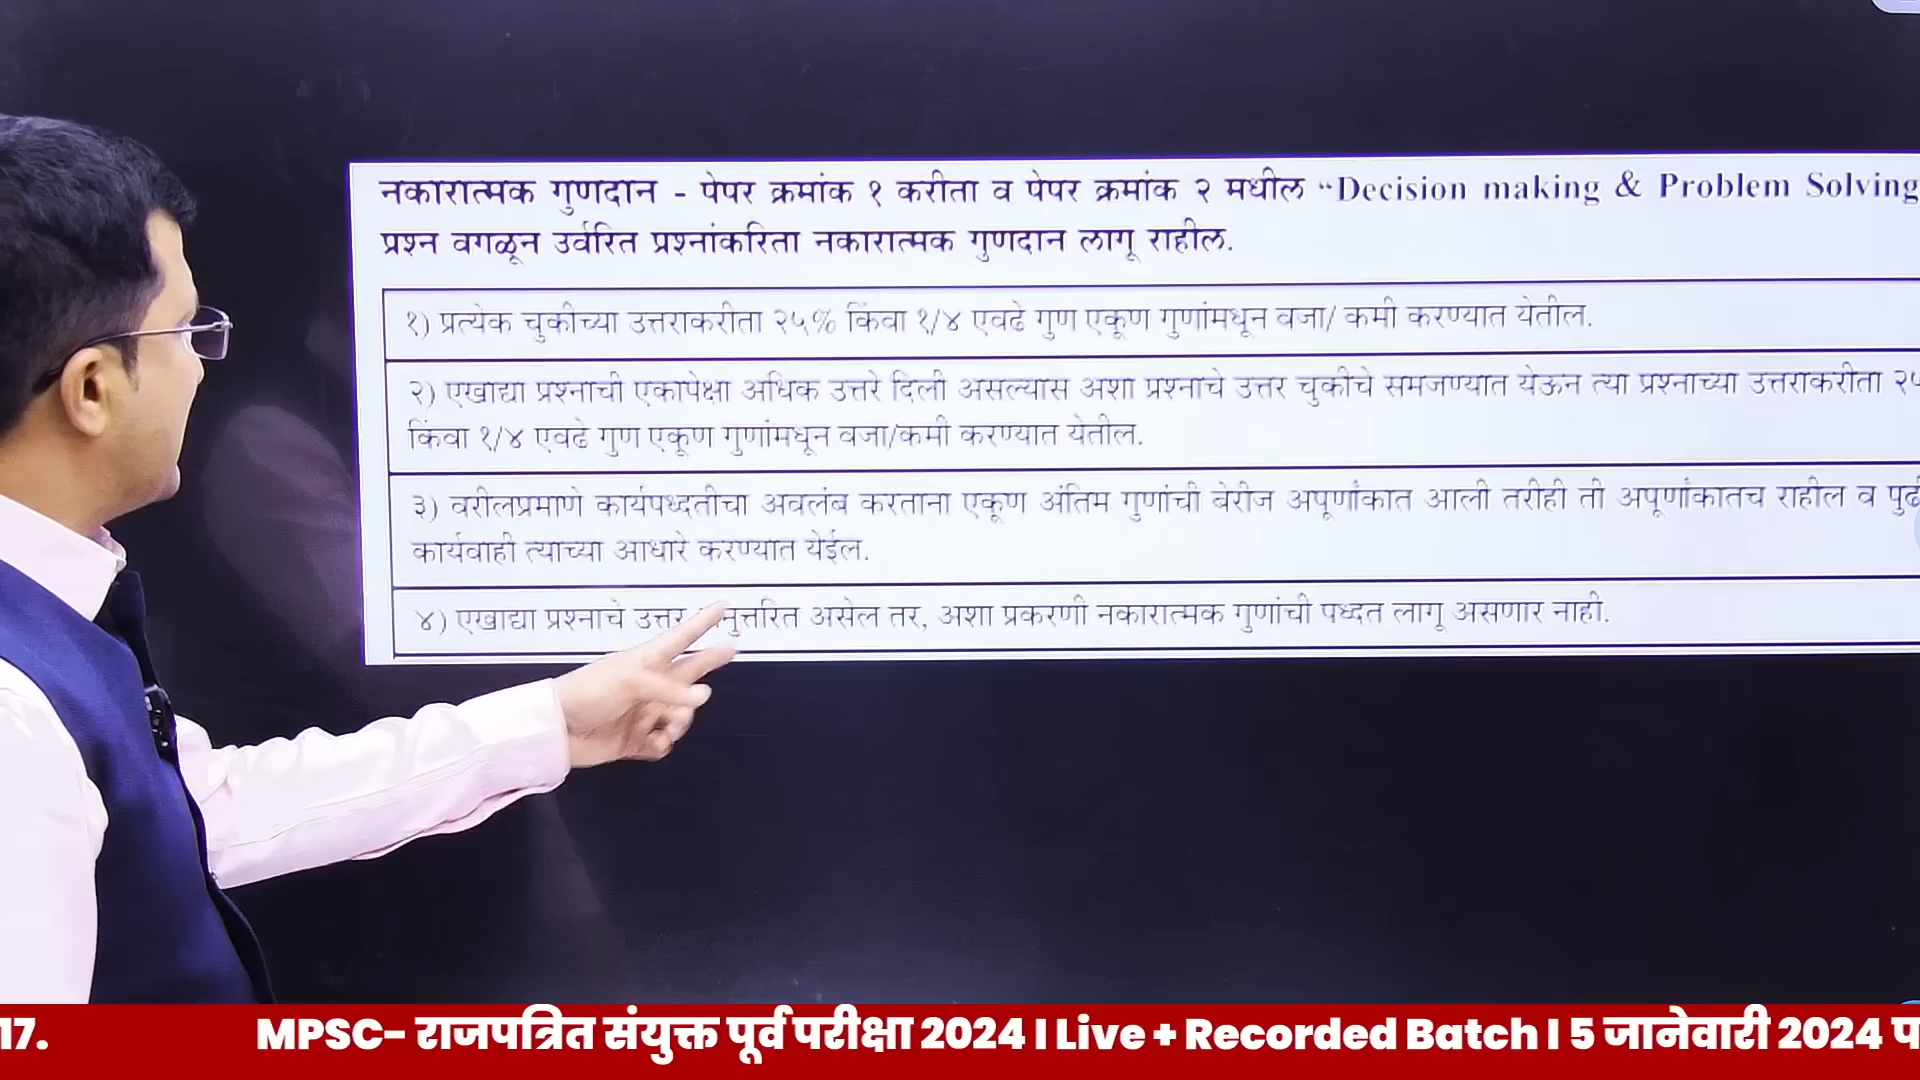 नकारात्मक गुणदान - पेपर क्रमांक १ करीता व पेपर क्रमांक २ मधील “Decision making & Problem Solving
प्रश्न वगळून उर्वरित प्रश्नांकरिता नकारात्मक गुणदान लागू राहील.
१) प्रत्येक चुकीच्या उत्तराकरीता २५% किंवा १/४ एवढे गुण एकूण गुणांमधून वजा/ कमी करण्यात येतील.
२) एखाद्या प्रश्नाची एकापेक्षा अधिक उत्तरे दिली असल्यास अशा प्रश्नाचे उत्तर चुकीचे समजण्यात येऊन त्या प्रश्नाच्या उत्तराकरीता
किंवा १/४ एवढे गुण एकूण गुणांमधून वजा/कमी करण्यात येतील.
३) वरीलप्रमाणे कार्यपध्दतीचा अवलंब करताना एकूण अंतिम गुणांची बेरीज अपूर्णांकात आली तरीही ती अपूर्णांकातच राहील व
कार्यवाही त्याच्या आधारे करण्यात येईल.
४) एखाद्या प्रश्नाचे उत्तर असेल तर, अशा प्रकरणी नकारात्मक गुणांची पध्दत लागू असणार नाही.
17. MPSC- राजपत्रित संयुक्त पूर्व परीक्षा 2024 I Live + Recorded Batch I 5 जानेवारी 2024